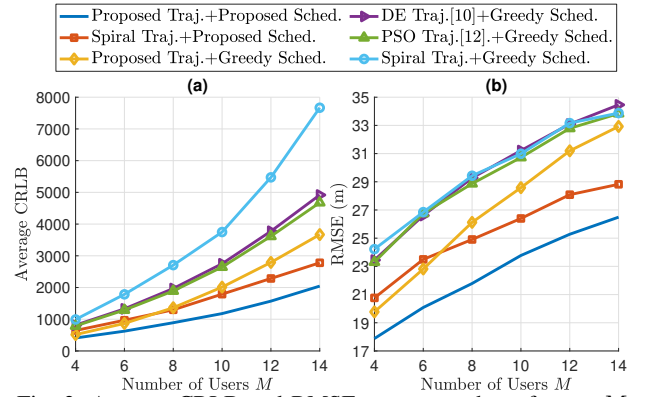 Proposed Traj.+Proposed Sched.
Spiral Traj.+Proposed Sched.
Proposed Traj.+Greedy Sched.
DE Traj.[10]+Greedy Sched.
PSO Traj.[12].+Greedy Sched.
Spiral Traj.+Greedy Sched.
(a)
Average CRLB
8000
7000
6000
5000
4000
3000
2000
1000
0
4 6 8 10 12 14
Number of Users M
(b)
RMSE (m)
35
33
31
29
27
25
23
21
19
17
4 6 8 10 12 14
Number of Users M